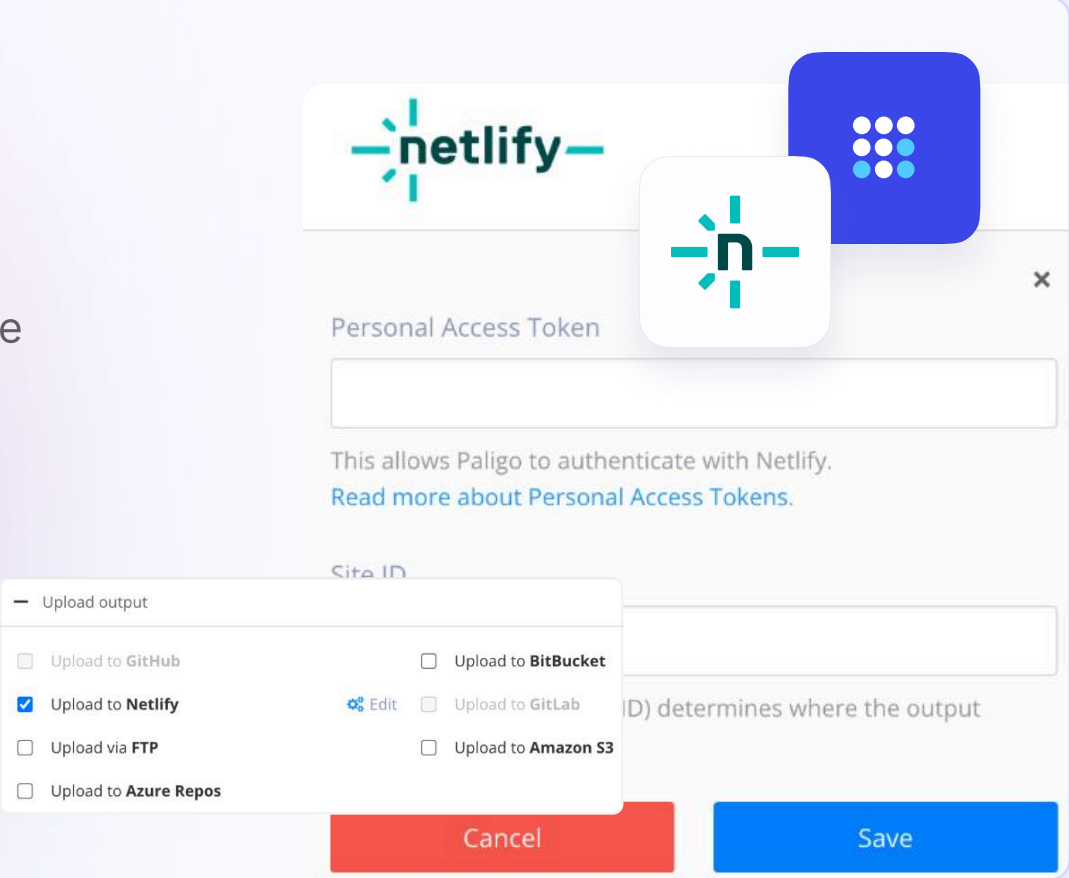 netlify
n
e
Personal Access Token
This allows Paligo to authenticate with Netlify.
Read more about Personal Access Tokens.
Site ID
ID) determines where the output
Upload output
Upload to GitHub
Upload to BitBucket
Upload to Netlify
Edit
Upload to GitLab
Upload via FTP
Upload to Amazon S3
Upload to Azure Repos
Cancel
Save